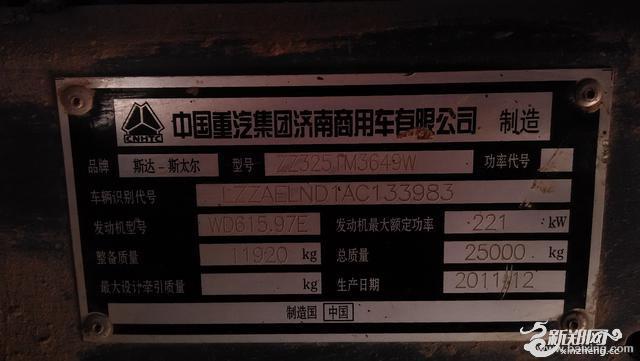 CNHTC 中国重汽集团济南商用车有限公司 制造
品牌 斯达-斯太尔 型号 ZZ3251M3649W 功率代号
车辆识别代号 LZZAELND1AC133983
发动机型号 WD615.97E 发动机最大额定功率 221 kW
整备质量 11920 kg 总质量 25000 kg
最大设计牵引质量 kg 生产日期 2011.12
制造国 中国
新郑网